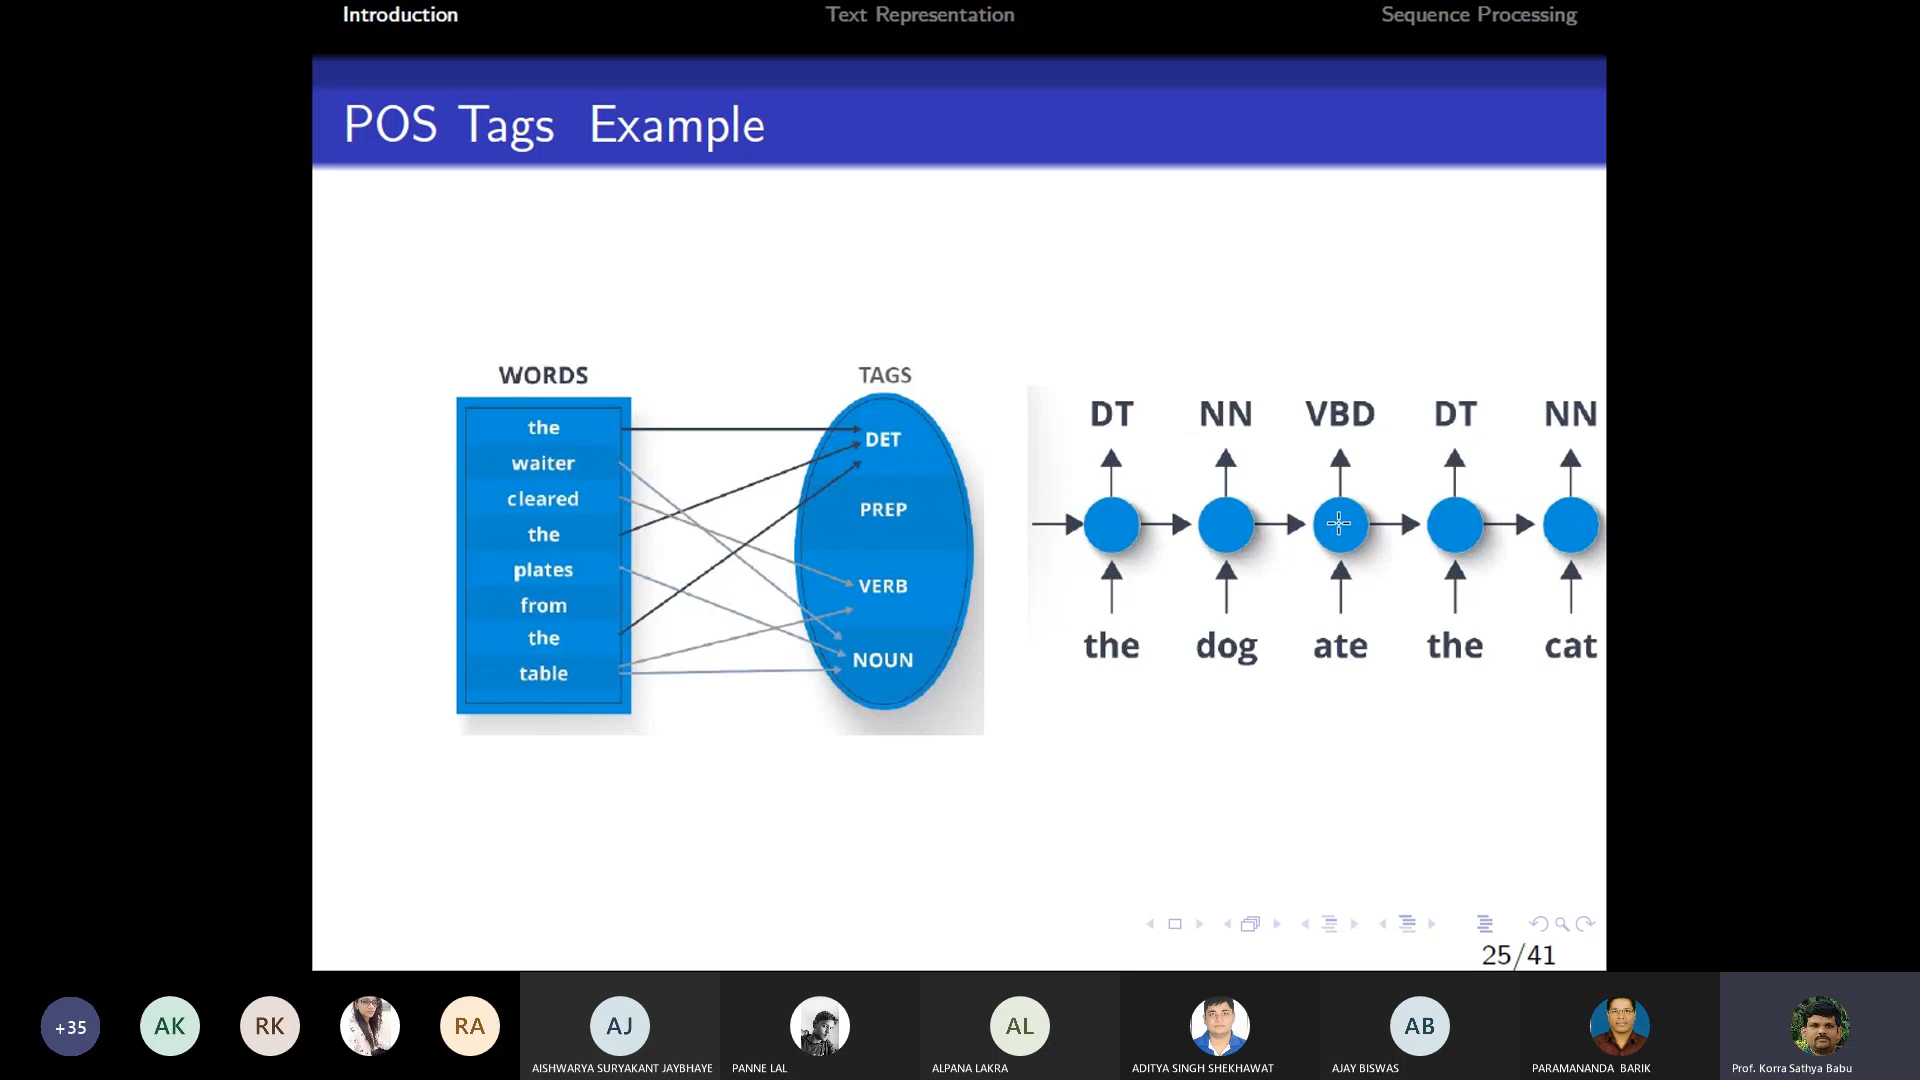 Introduction
Text Representation
Sequence Processing
POS Tags Example
WORDS
the
waiter
cleared
the
plates
from
the
table
TAGS
DET
PREP
VERB
NOUN
DT NN VBD DT NN
the dog ate the cat
25/41
+35
AK
RK
RA
AJ
AL
AB
AISHWARYA SURYAKANT JAYBHAYE
PANNE LAL
ALPANA LAKRA
ADITYA SINGH SHEKHAWAT
AJAY BISWAS
PARAMANANDA BARIK
Prof. Korra Sathya Babu